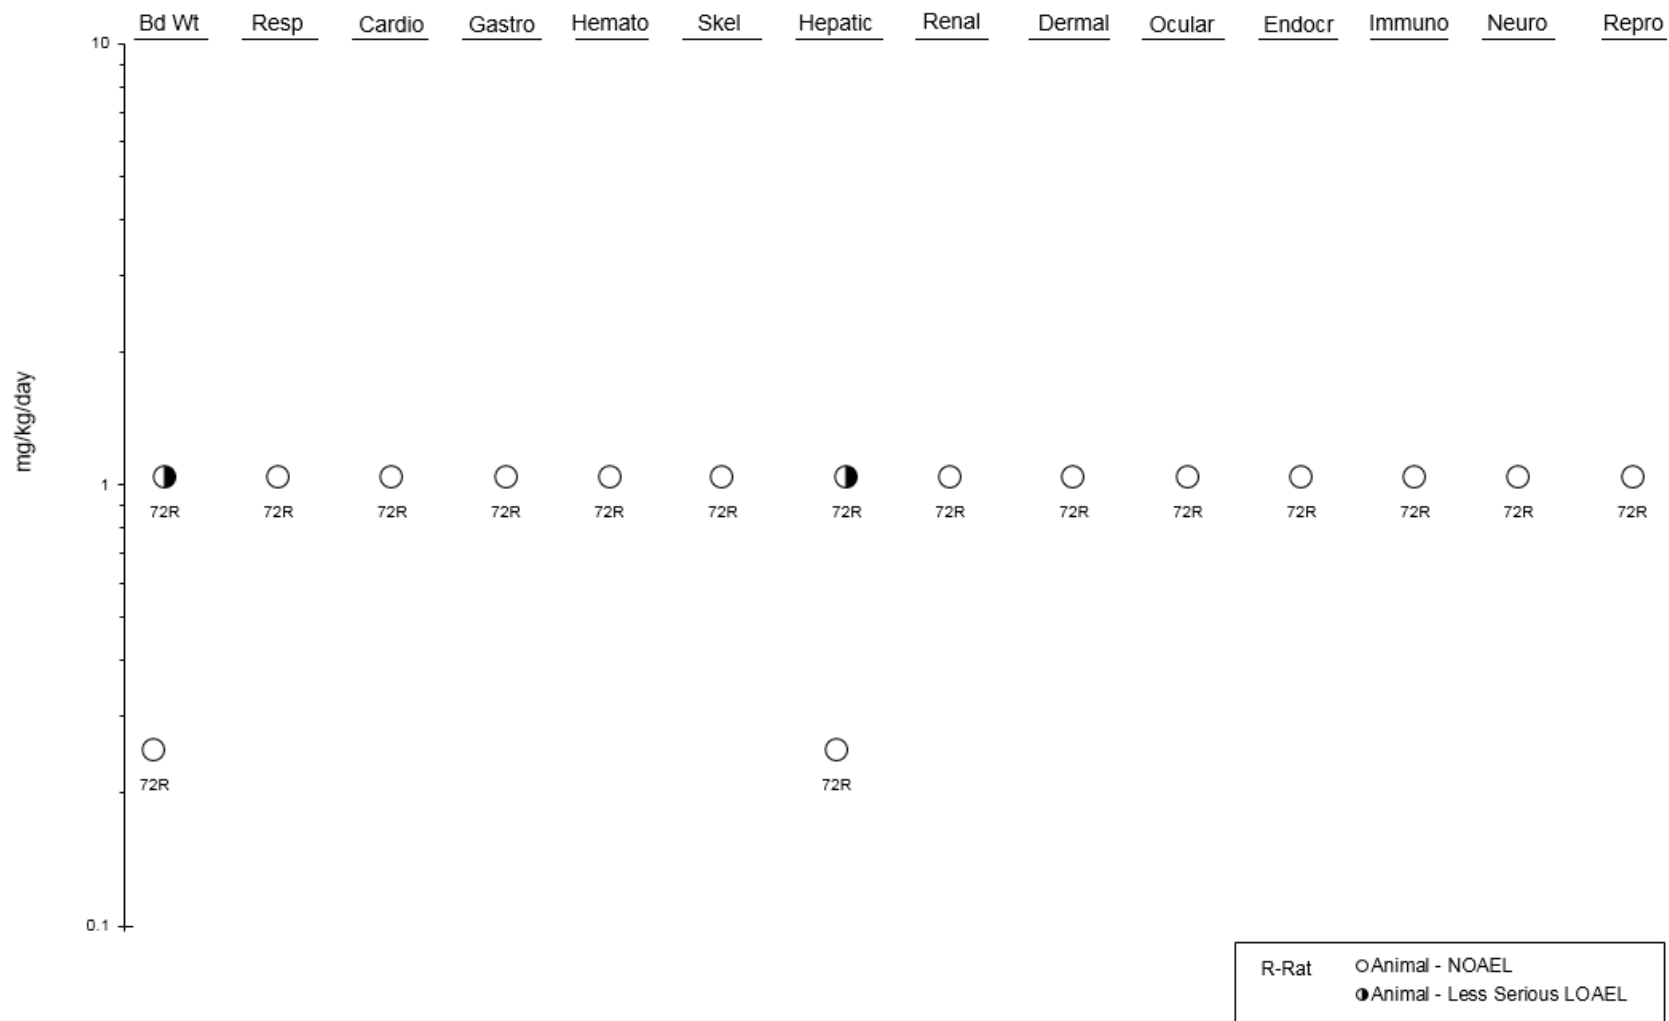 Bd Wt Resp Cardio Gastro Hemato Skel Hepatic Renal Dermal Ocular Endocr Immuno Neuro Repro
10
mg/kg/day
1
72R 72R 72R 72R 72R 72R 72R 72R 72R 72R 72R 72R 72R 72R
72R 72R
0.1
R-Rat Animal - NOAEL
Animal - Less Serious LOAEL